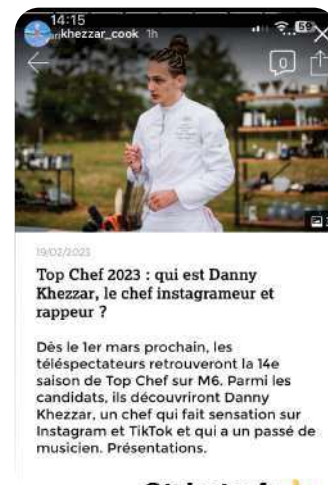 14:15
khezzar_cook 1h
0
19/02/2023
Top Chef 2023 : qui est Danny
Khezzar, le chef instagrameur et
rappeur ?
Dès le 1er mars prochain, les
téléspectateurs retrouveront la 14e
saison de Top Chef sur M6. Parmi les
candidats, ils découvriront Danny
Khezzar, un chef qui fait sensation sur
Instagram et TikTok et qui a un passé de
musicien. Présentations.